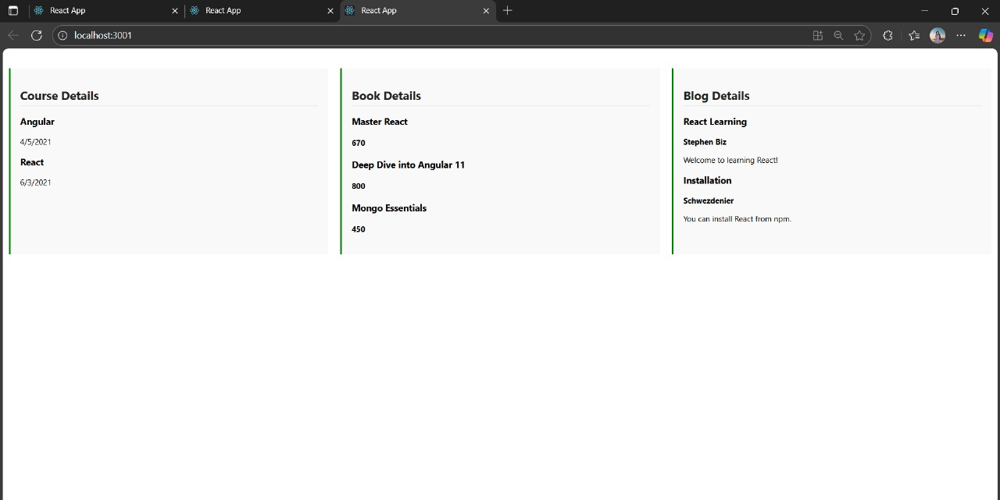 React App
React App
React App
localhost:3001
Course Details
Angular
4/5/2021
React
6/3/2021
Book Details
Master React
670
Deep Dive into Angular 11
800
Mongo Essentials
450
Blog Details
React Learning
Stephen Biz
Welcome to learning React!
Installation
Schwezdenier
You can install React from npm.